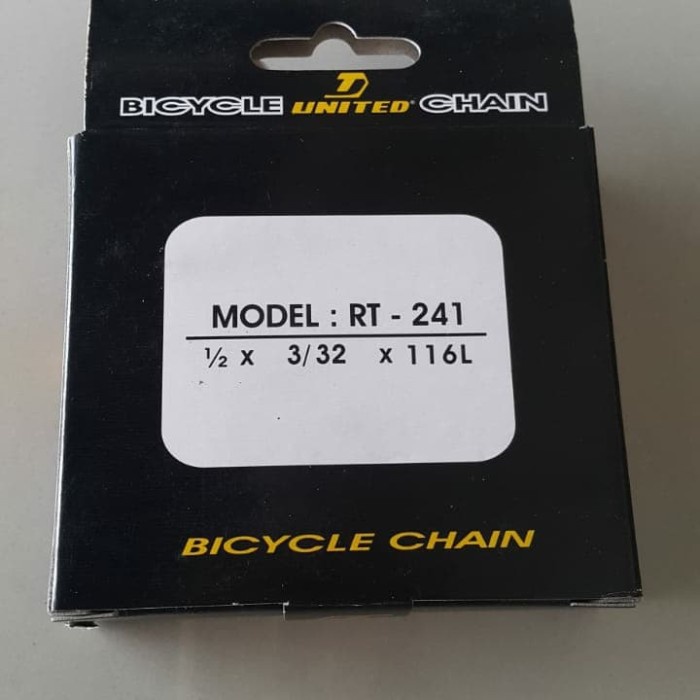 BICYCLE UNITED® CHAIN
MODEL : RT - 241
½ x 3/32 x 116L
BICYCLE CHAIN